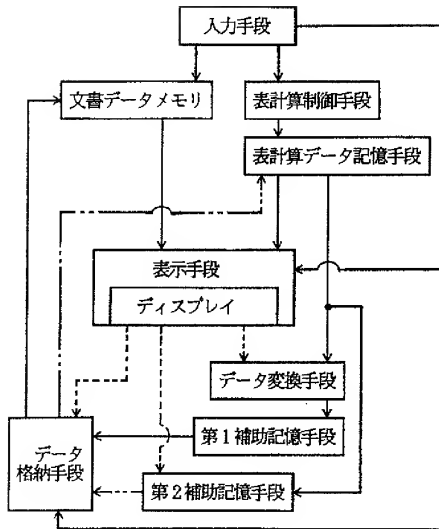 入力手段
文書データメモリ
表計算制御手段
表計算データ記憶手段
表示手段
ディスプレイ
データ変換手段
第1補助記憶手段
データ
格納手段
第2補助記憶手段